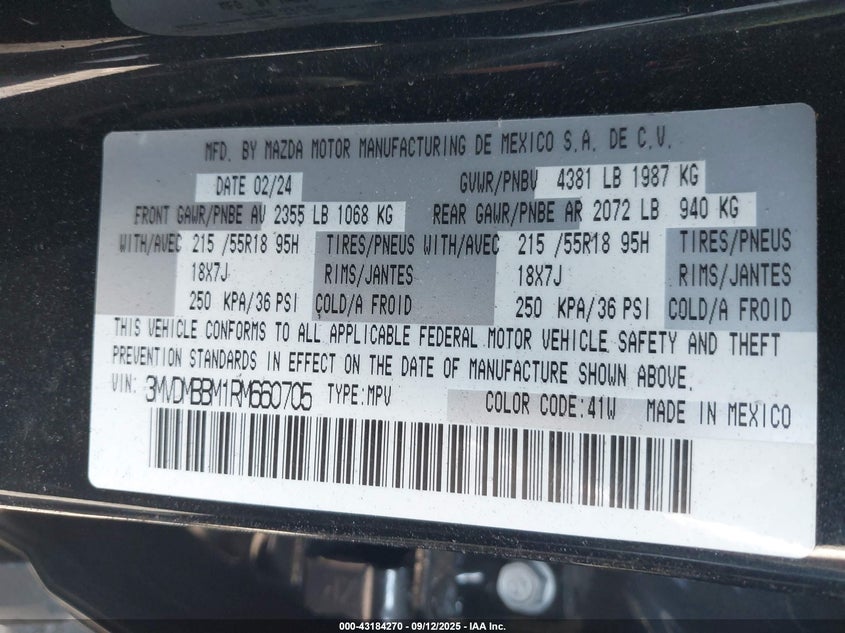 MFD. BY MAZDA MOTOR MANUFACTURING DE MEXICO S.A. DE C.V.
DATE 02/24 GVWR/PNBV 4381 LB 1987 KG
FRONT GAWR/PNBE AV 2355 LB 1068 KG REAR GAWR/PNBE AR 2072 LB 940 KG
WITH/AVEC 215 /55R18 95H TIRES/PNEUS WITH/AVEC 215 /55R18 95H TIRES/PNEUS
18X7J RIMS/JANTES 18X7J RIMS/JANTES
250 KPA/36 PSI COLD/A FROID 250 KPA/36 PSI COLD/A FROID
THIS VEHICLE CONFORMS TO ALL APPLICABLE FEDERAL MOTOR VEHICLE SAFETY AND THEFT
PREVENTION STANDARDS IN EFFECT ON THE DATE OF MANUFACTURE SHOWN ABOVE.
VIN: 3MVDMBBM1RM660705 TYPE:MPV COLOR CODE:41W MADE IN MEXICO
000-43184270 - 09/12/2025 - IAA Inc.